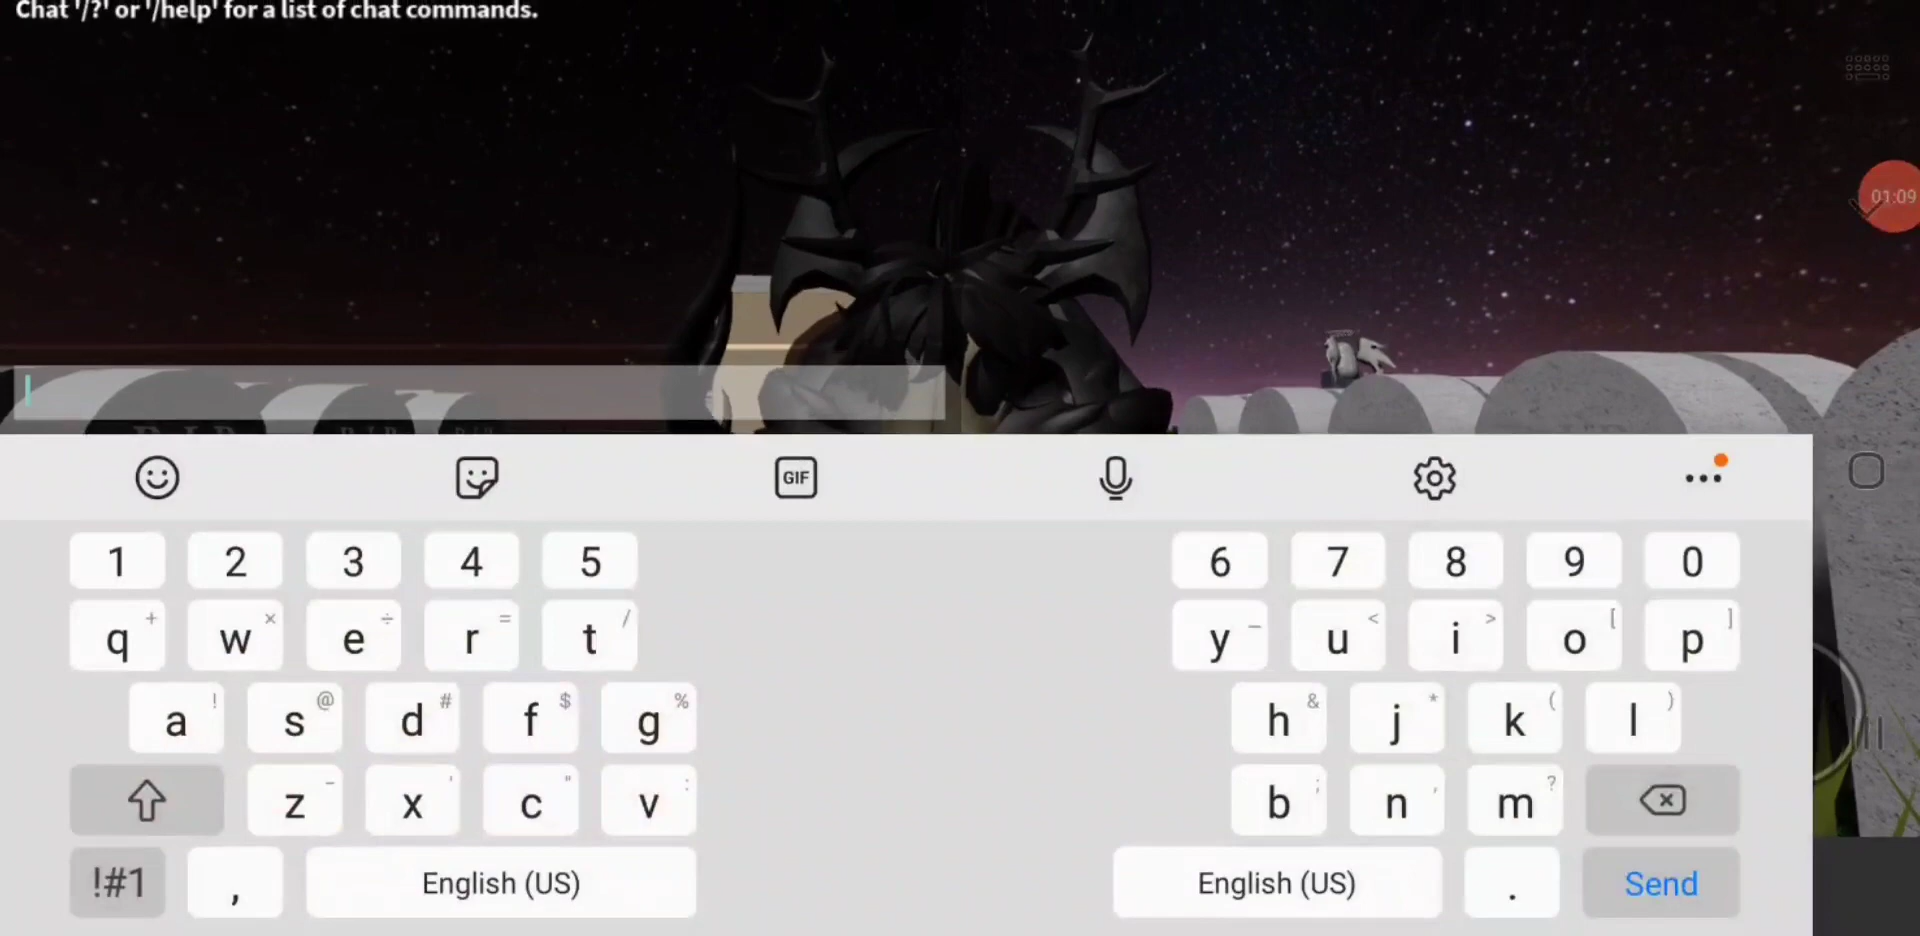 Chat '/?' or '/help' for a list of chat commands.
01:09
R I P R I P R I P
GIF
1 2 3 4 5 6 7 8 9 0
q + w × e ÷ r = t / y _ u < i > o [ p ]
a ! s @ d # f $ g % h & j * k ( l )
z - x ' c " v : b ; n , m ?
!#1 , English (US) English (US) . Send